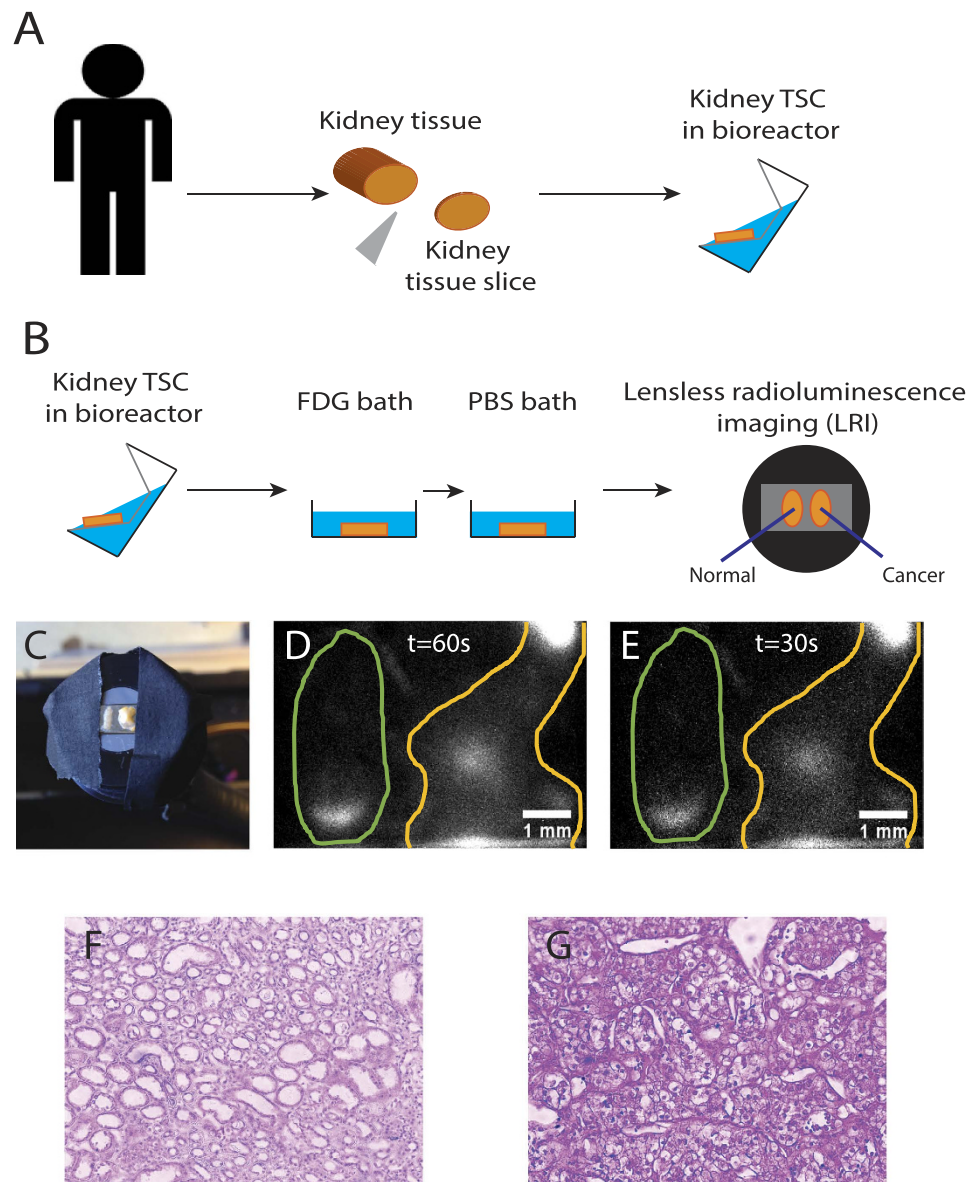 A
Kidney tissue
Kidney
tissue slice
Kidney TSC
in bioreactor
B
Kidney TSC
in bioreactor
FDG bath
PBS bath
Lensless radioluminescence
imaging (LRI)
Normal
Cancer
C
D
t=60s
1 mm
E
t=30s
1 mm
F
G